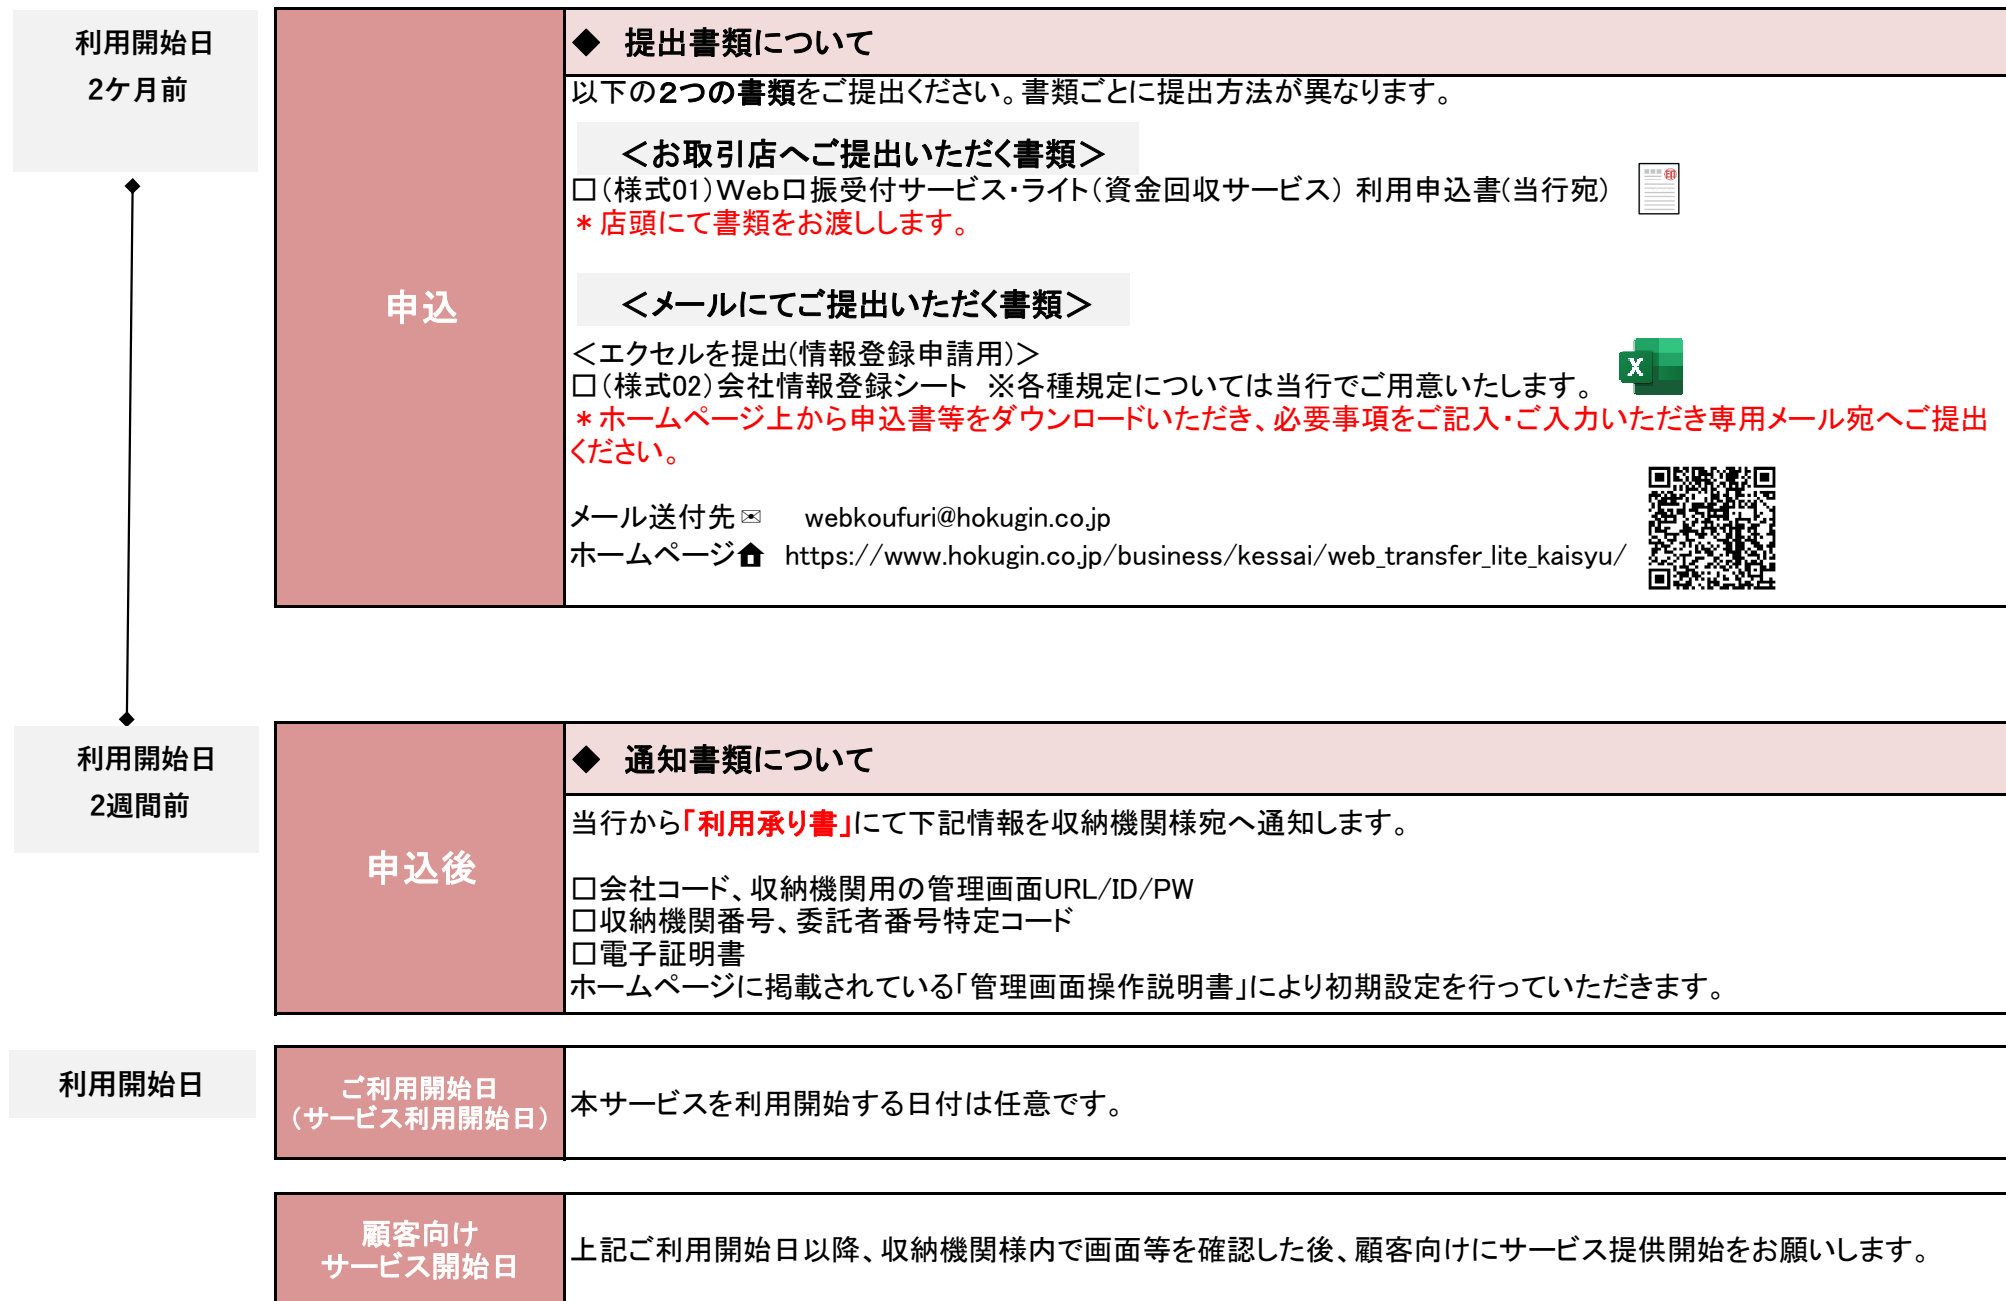 利用開始日
2ケ月前
申込
◆ 提出書類について
以下の2つの書類をご提出ください。書類ごとに提出方法が異なります。
＜お取引店へご提出いただく書類＞
□（様式01）Web口振受付サービス・ライト（資金回収サービス） 利用申込書(当行宛)
印
＊店頭にて書類をお渡しします。
＜メールにてご提出いただく書類＞
＜エクセルを提出(情報登録申請用)＞
□（様式02）会社情報登録シート ※各種規定については当行でご用意いたします。
X
＊ホームページ上から申込書等をダウンロードいただき、必要事項をご記入・ご入力いただき専用メール宛へご提出
ください。
メール送付先✉ webkoufuri@hokugin.co.jp
ホームページ https://www.hokugin.co.jp/business/kessai/web_transfer_lite_kaisyu/
利用開始日
2週間前
申込後
◆ 通知書類について
当行から「利用承り書」にて下記情報を収納機関様宛へ通知します。
□会社コード、収納機関用の管理画面URL/ID/PW
□収納機関番号、委託者番号特定コード
□電子証明書
ホームページに掲載されている「管理画面操作説明書」により初期設定を行っていただきます。
利用開始日
ご利用開始日
（サービス利用開始日）
本サービスを利用開始する日付は任意です。
顧客向け
サービス開始日
上記ご利用開始日以降、収納機関様内で画面等を確認した後、顧客向けにサービス提供開始をお願いします。